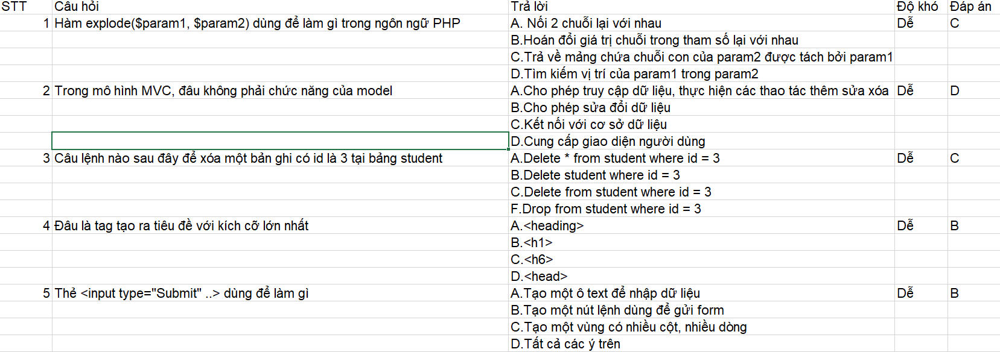 STT Câu hỏi Trả lời Độ khó Đáp án
1 Hàm explode($param1, $param2) dùng để làm gì trong ngôn ngữ PHP A. Nối 2 chuỗi lại với nhau Dễ C
B.Hoán đổi giá trị chuỗi trong tham số lại với nhau
C.Trả về mảng chứa chuỗi con của param2 được tách bởi param1
D.Tìm kiếm vị trí của param1 trong param2
2 Trong mô hình MVC, đâu không phải chức năng của model A.Cho phép truy cập dữ liệu, thực hiện các thao tác thêm sửa xóa Dễ D
B.Cho phép sửa đổi dữ liệu
C.Kết nối với cơ sở dữ liệu
D.Cung cấp giao diện người dùng
3 Câu lệnh nào sau đây để xóa một bản ghi có id là 3 tại bảng student A.Delete * from student where id = 3 Dễ C
B.Delete student where id = 3
C.Delete from student where id = 3
F.Drop from student where id = 3
4 Đâu là tag tạo ra tiêu đề với kích cỡ lớn nhất A.<heading> Dễ B
B.<h1>
C.<h6>
D.<head>
5 Thẻ <input type="Submit" ..> dùng để làm gì A.Tạo một ô text để nhập dữ liệu Dễ B
B.Tạo một nút lệnh dùng để gửi form
C.Tạo một vùng có nhiều cột, nhiều dòng
D.Tất cả các ý trên